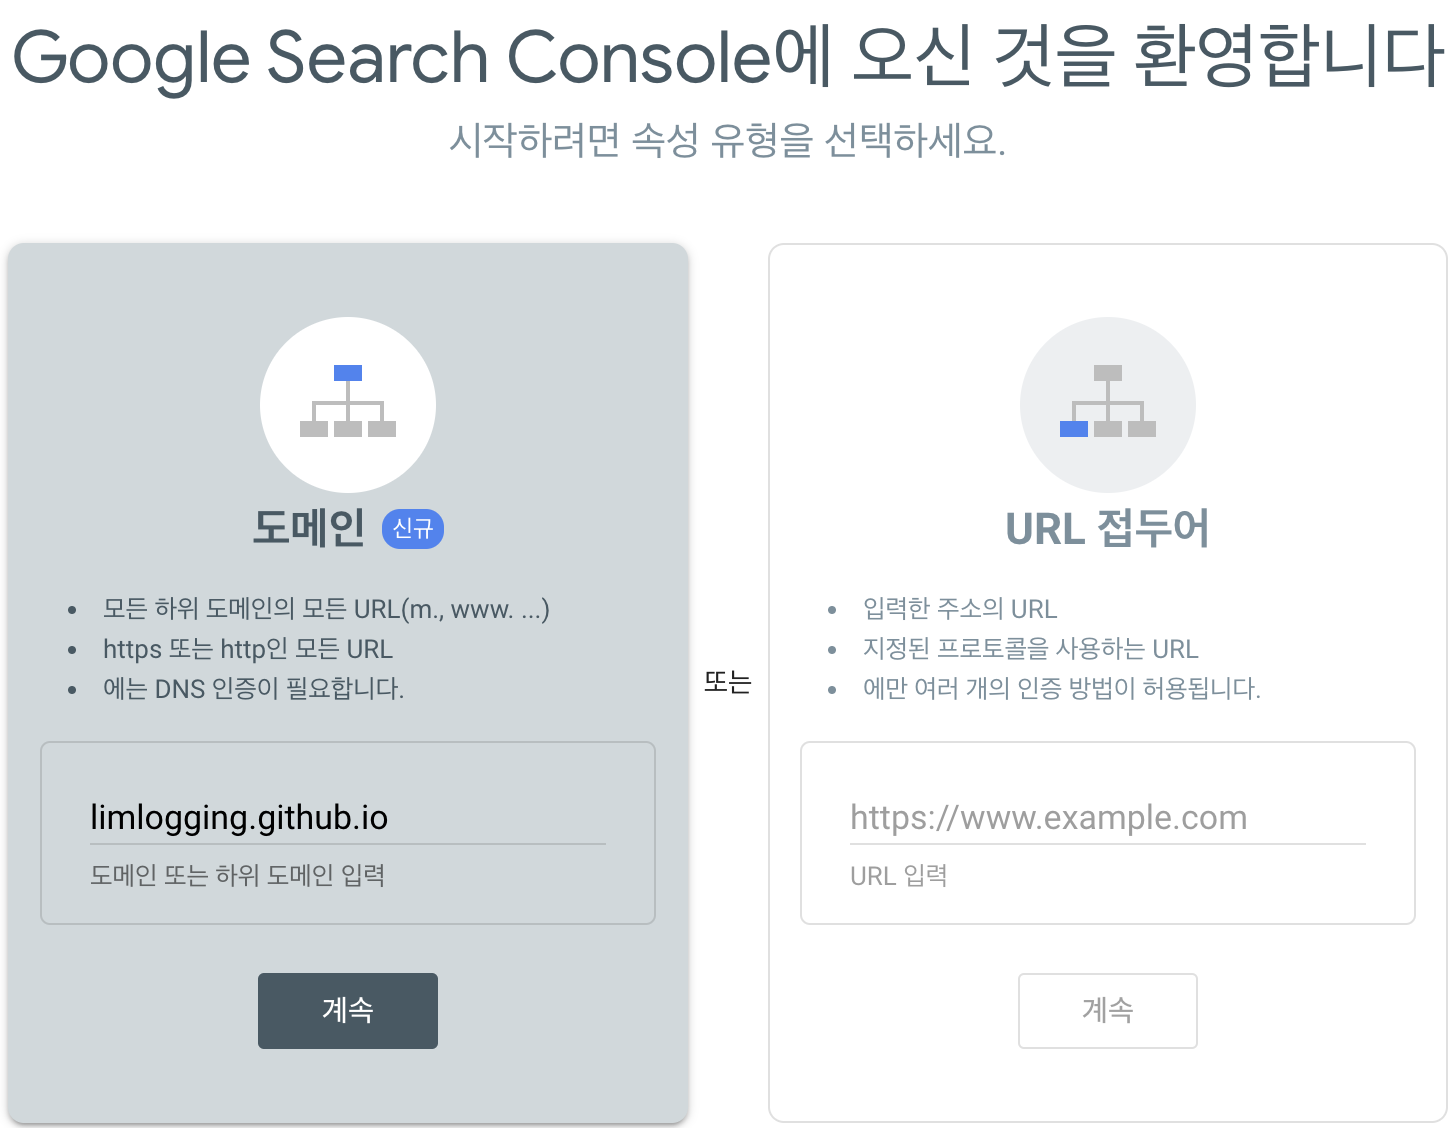 Google Search Console에 오신 것을 환영합니다
시작하려면 속성 유형을 선택하세요.
도메인 신규
모든 하위 도메인의 모든 URL(m., www. ...)
https 또는 http인 모든 URL
에는 DNS 인증이 필요합니다.
limlogging.github.io
도메인 또는 하위 도메인 입력
계속
또는
URL 접두어
입력한 주소의 URL
지정된 프로토콜을 사용하는 URL
에만 여러 개의 인증 방법이 허용됩니다.
https://www.example.com
URL 입력
계속